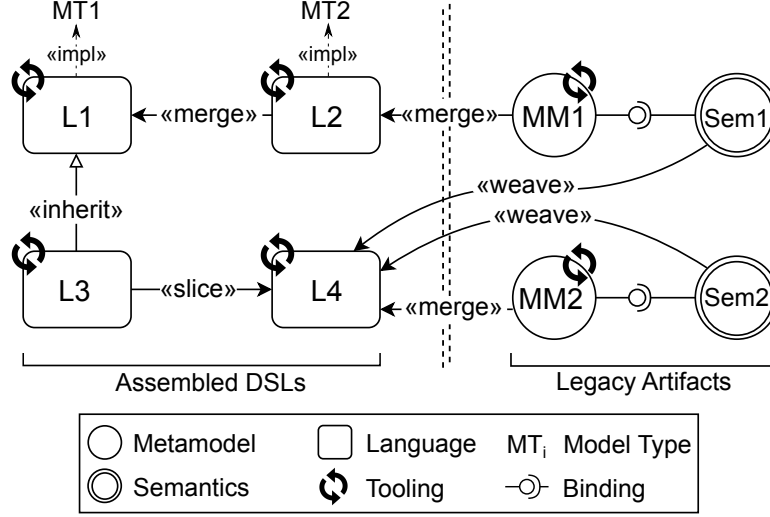 MT1 MT2
«impl» «impl»
L1 «merge» L2 «merge» MM1 Sem1
«weave»
«inherit» «weave»
L3 «slice» L4 «merge» MM2 Sem2
Assembled DSLs Legacy Artifacts
Metamodel Language MTi Model Type
Semantics Tooling Binding